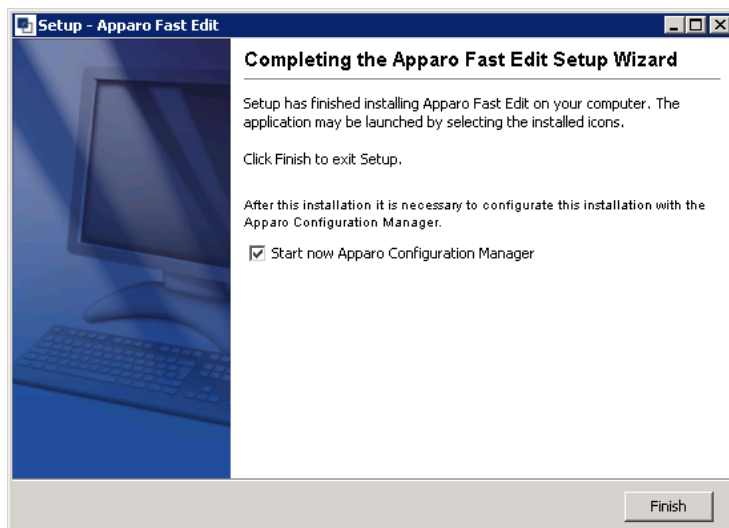 Setup - Apparo Fast Edit
Completing the Apparo Fast Edit Setup Wizard
Setup has finished installing Apparo Fast Edit on your computer. The
application may be launched by selecting the installed icons.
Click Finish to exit Setup.
After this installation it is necessary to configurate this installation with the
Apparo Configuration Manager.
Start now Apparo Configuration Manager
Finish